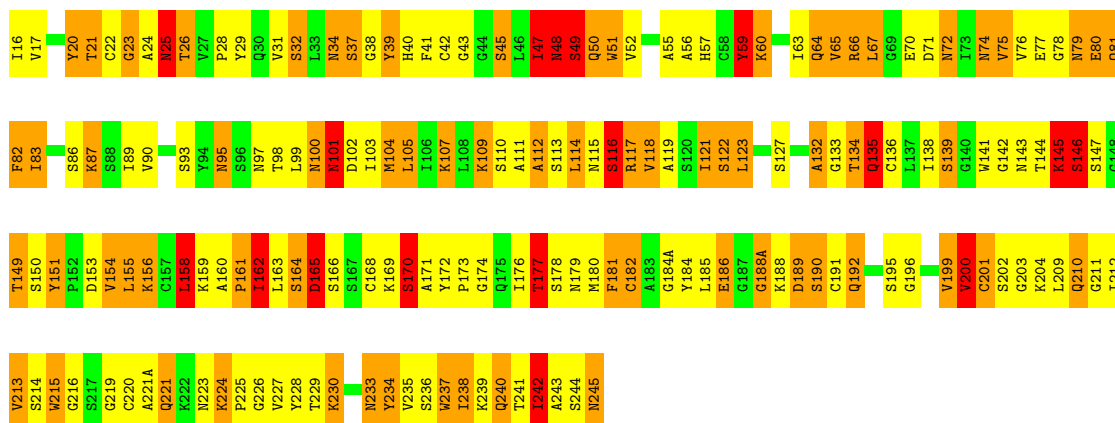 I16 V17 Y20 T21 C22 G23 A24 N25 T26 V27 P28 Y29 Q30 V31 S32 L33 N34 S37 G38 Y39 H40 F41 C42 G43 G44 S45 L46 I47 N48 S49 Q50 W51 V52 A55 A56 H57 C58 Y59 K60 I63 Q64 V65 R66 L67 G69 E70 D71 N72 I73 N74 V75 V76 E77 G78 N79 E80
F82 I83 S86 K87 S88 I89 V90 S93 Y94 N95 S96 N97 T98 L99 N100 N101 D102 I103 M104 L105 I106 K107 L108 K109 S110 A111 A112 S113 L114 N115 S116 R117 V118 A119 S120 I121 S122 L123 S127 A132 G133 T134 Q135 C136 L137 I138 S139 G140 W141 G142 N143 T144 K145 S146 S147 G148
T149 S150 Y151 P152 D153 V154 L155 K156 C157 L158 K159 A160 P161 I162 L163 S164 D165 S166 S167 C168 K169 S170 A171 Y172 P173 G174 Q175 I176 T177 S178 N179 M180 F181 C182 A183 G184A Y184 L185 E186 G187 G188A K188 D189 S190 C191 Q192 S195 G196 V199 V200 C201 S202 G203 K204 L209 Q210 G211
V213 S214 W215 G216 S217 G219 C220 A221A Q221 K222 N223 K224 P225 G226 V227 Y228 T229 K230 N233 Y234 V235 S236 W237 I238 K239 Q240 T241 I242 A243 S244 N245